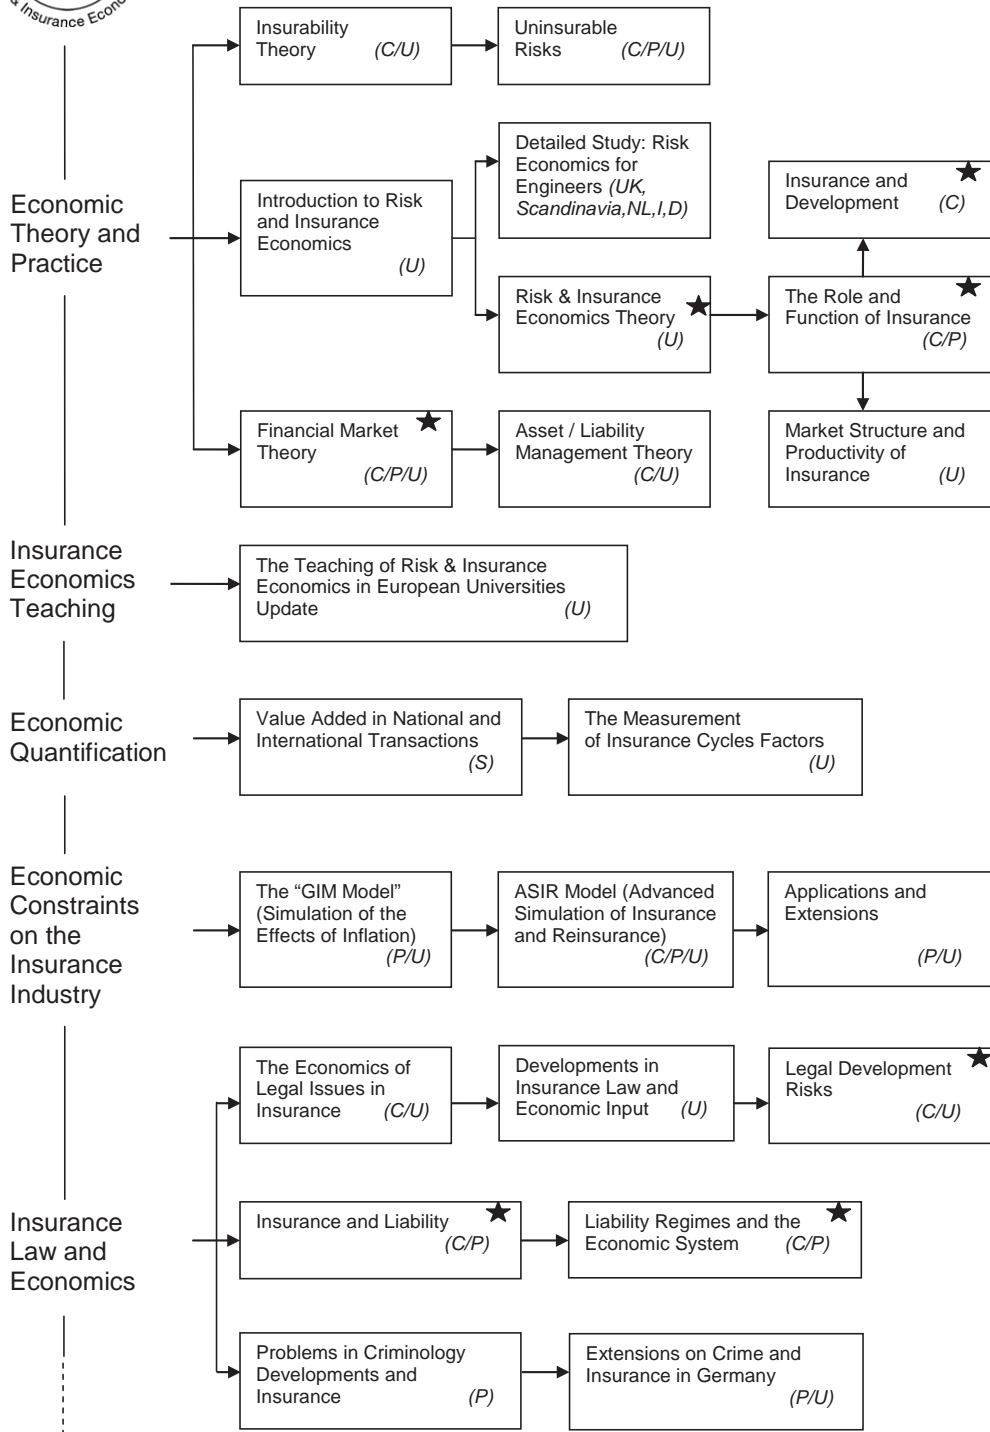 & Insurance Econo
Economic
Theory and
Practice
Insurability
Theory (C/U)
Uninsurable
Risks (C/P/U)
Introduction to Risk
and Insurance
Economics
(U)
Detailed Study: Risk
Economics for
Engineers (UK,
Scandinavia,NL,I,D)
Risk & Insurance
Economics Theory
(U)
Insurance and
Development (C)
The Role and
Function of Insurance
(C/P)
Market Structure and
Productivity of
Insurance (U)
Financial Market
Theory
(C/P/U)
Asset / Liability
Management Theory
(C/U)
Insurance
Economics
Teaching
The Teaching of Risk & Insurance
Economics in European Universities
Update (U)
Economic
Quantification
Value Added in National and
International Transactions
(S)
The Measurement
of Insurance Cycles Factors
(U)
Economic
Constraints
on the
Insurance
Industry
The “GIM Model”
(Simulation of the
Effects of Inflation)
(P/U)
ASIR Model (Advanced
Simulation of Insurance
and Reinsurance)
(C/P/U)
Applications and
Extensions
(P/U)
Insurance
Law and
Economics
The Economics of
Legal Issues in
Insurance (C/U)
Developments in
Insurance Law and
Economic Input (U)
Legal Development
Risks
(C/U)
Insurance and Liability
(C/P)
Liability Regimes and the
Economic System (C/P)
Problems in Criminology
Developments and
Insurance (P)
Extensions on Crime and
Insurance in Germany
(P/U)